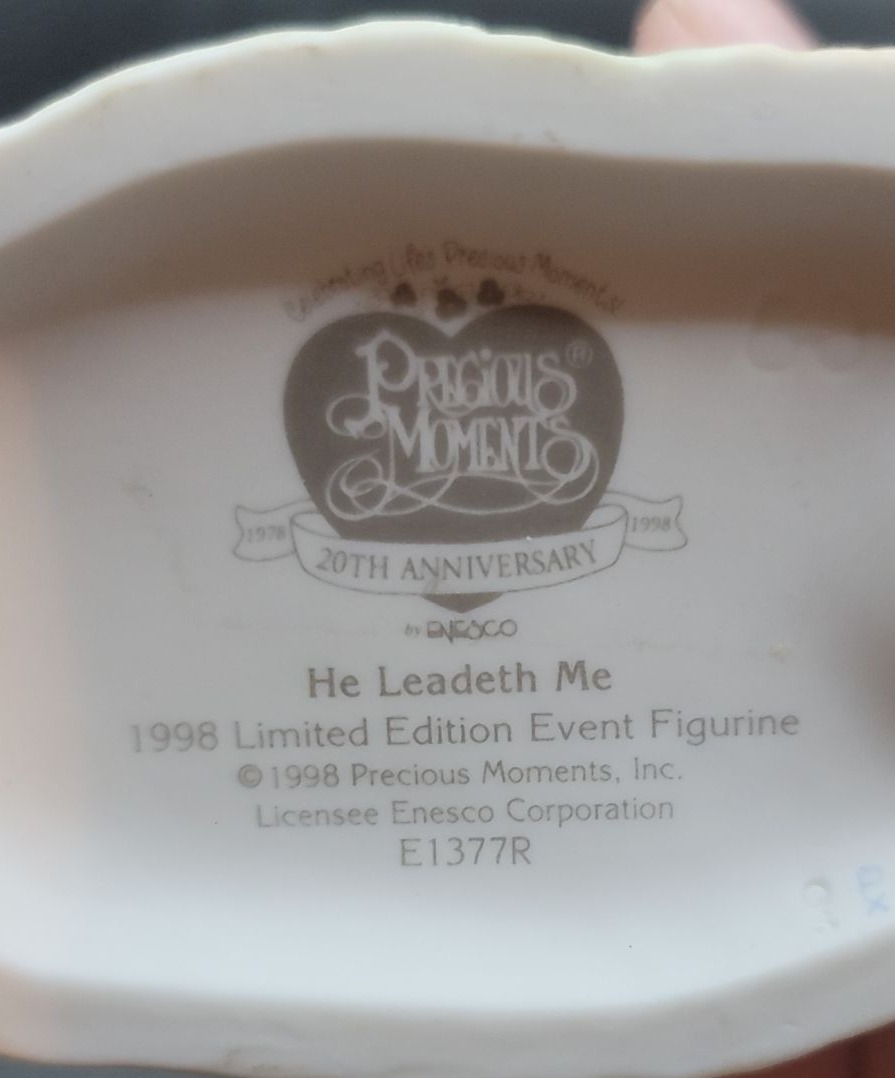 Celebrating Lifes Precious Moments!
PRECIOUS®
MOMENTS
1978 1998
20TH ANNIVERSARY
by ENESCO
He Leadeth Me
1998 Limited Edition Event Figurine
©1998 Precious Moments, Inc.
Licensee Enesco Corporation
E1377R